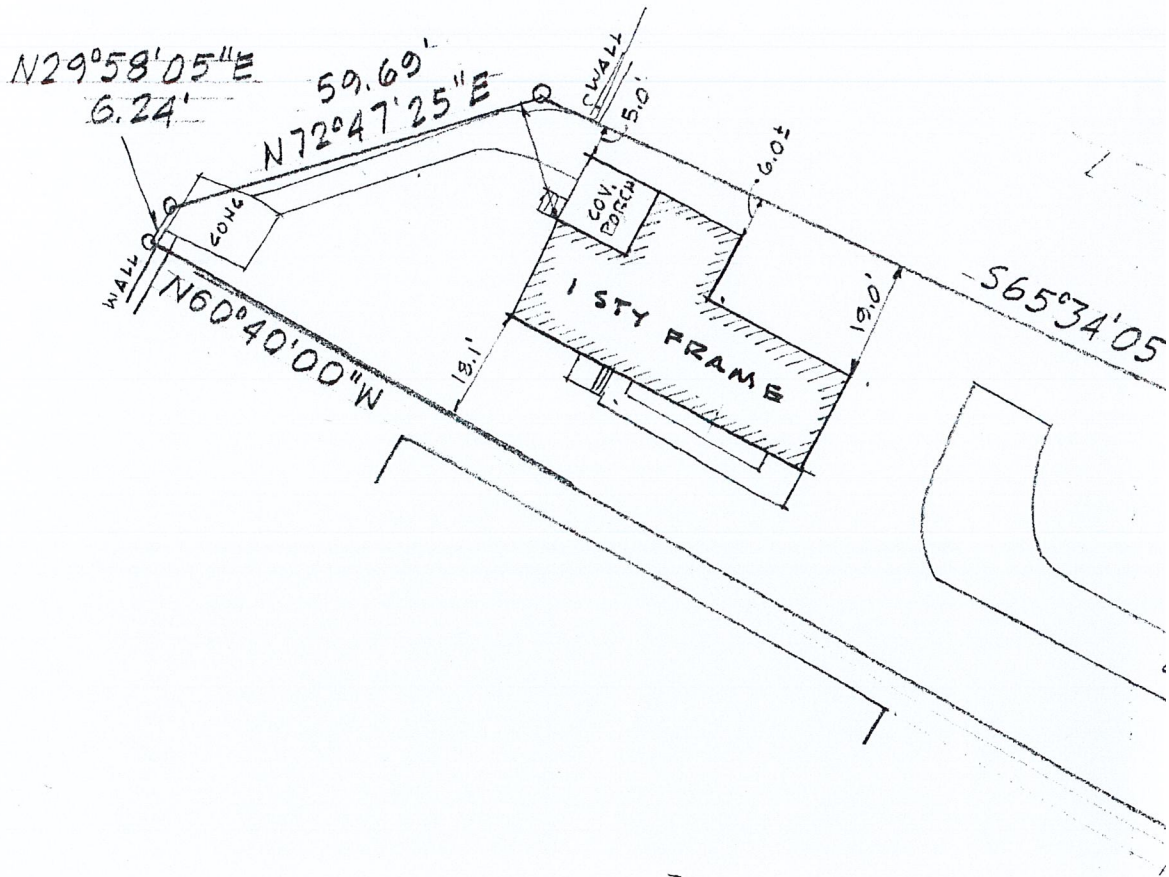 N29°58'05"E
6.24'
59.69'
N72°47'25"E
WALL
5.0'
6.0±
CONC
COV.
PORCH
WALL
N60°40'00"W
1 STY FRAME
18.1'
19.0'
S65°34'05